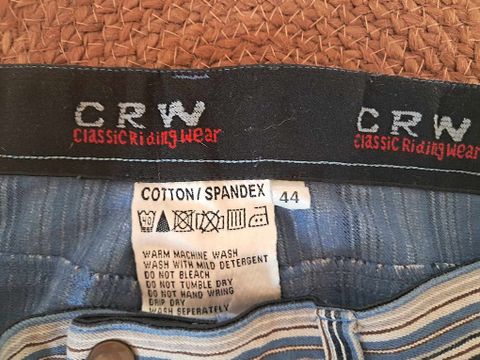 CRW
Classic Riding Wear
CRW
Classic Riding Wear
COTTON/SPANDEX
44
40
WARM MACHINE WASH
WASH WITH MILD DETERGENT
DO NOT BLEACH
DO NOT TUMBLE DRY
DO NOT HAND WRING
DRIP DRY
WASH SEPERATELY